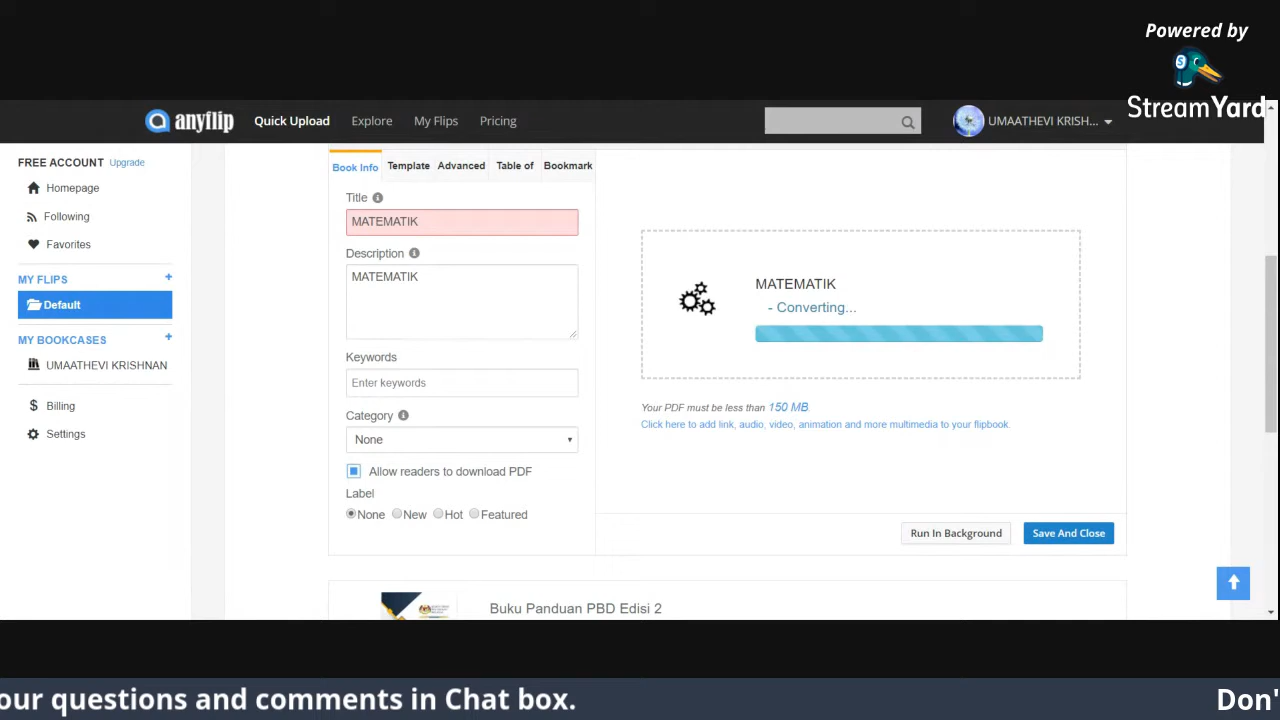 Powered by
StreamYard
anyflip Quick Upload Explore My Flips Pricing UMAATHEVI KRISH...
FREE ACCOUNT Upgrade
Homepage
Following
Favorites
MY FLIPS +
Default
MY BOOKCASES +
UMAATHEVI KRISHNAN
Billing
Settings
Book Info Template Advanced Table of Bookmark
Title
MATEMATIK
Description
MATEMATIK
Keywords
Enter keywords
Category
None
Allow readers to download PDF
Label
None New Hot Featured
MATEMATIK
- Converting...
Your PDF must be less than 150 MB
Click here to add link, audio, video, animation and more multimedia to your flipbook.
Run In Background Save And Close
Buku Panduan PBD Edisi 2
our questions and comments in Chat box. Don'